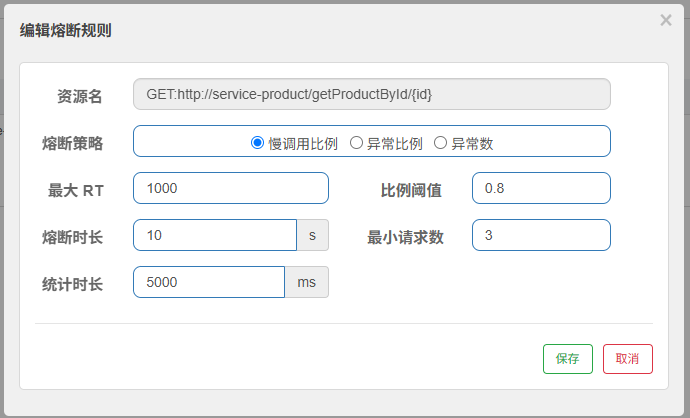 编辑熔断规则
×
资源名 GET:http://service-product/getProductById/{id}
熔断策略 慢调用比例 异常比例 异常数
最大 RT 1000 比例阈值 0.8
熔断时长 10 s 最小请求数 3
统计时长 5000 ms
保存 取消